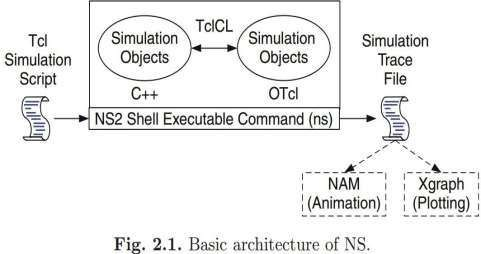 Tcl
Simulation
Script
TclCL
Simulation
Objects
Simulation
Objects
C++
OTcl
NS2 Shell Executable Command (ns)
Simulation
Trace
File
NAM
(Animation)
Xgraph
(Plotting)
Fig. 2.1. Basic architecture of NS.